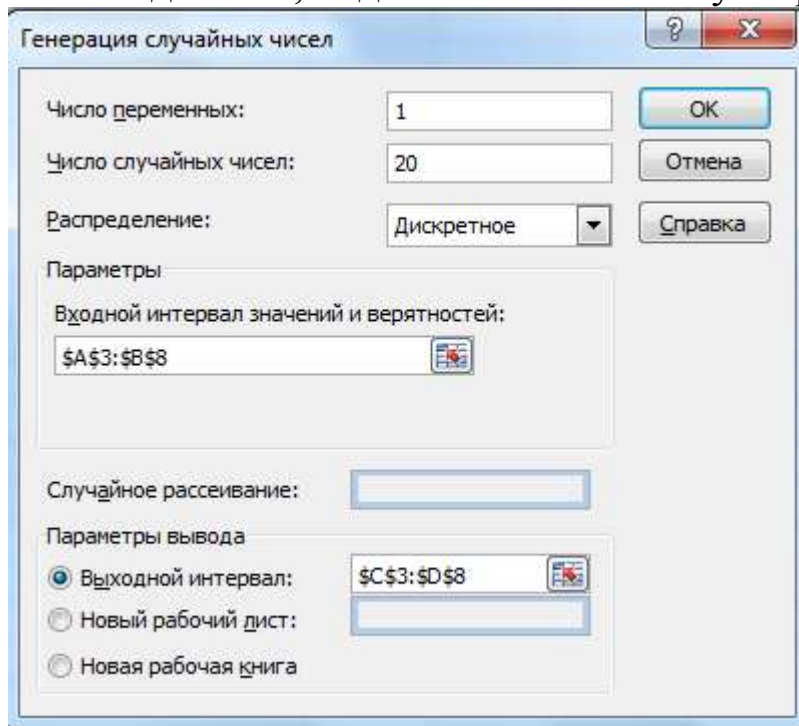 Генерация случайных чисел
Число переменных: 1 ОК
Число случайных чисел: 20 Отмена
Распределение: Дискретное Справка
Параметры
Входной интервал значений и верятностей:
$A$3:$B$8
Случайное рассеивание:
Параметры вывода
Выходной интервал: $C$3:$D$8
Новый рабочий лист:
Новая рабочая книга